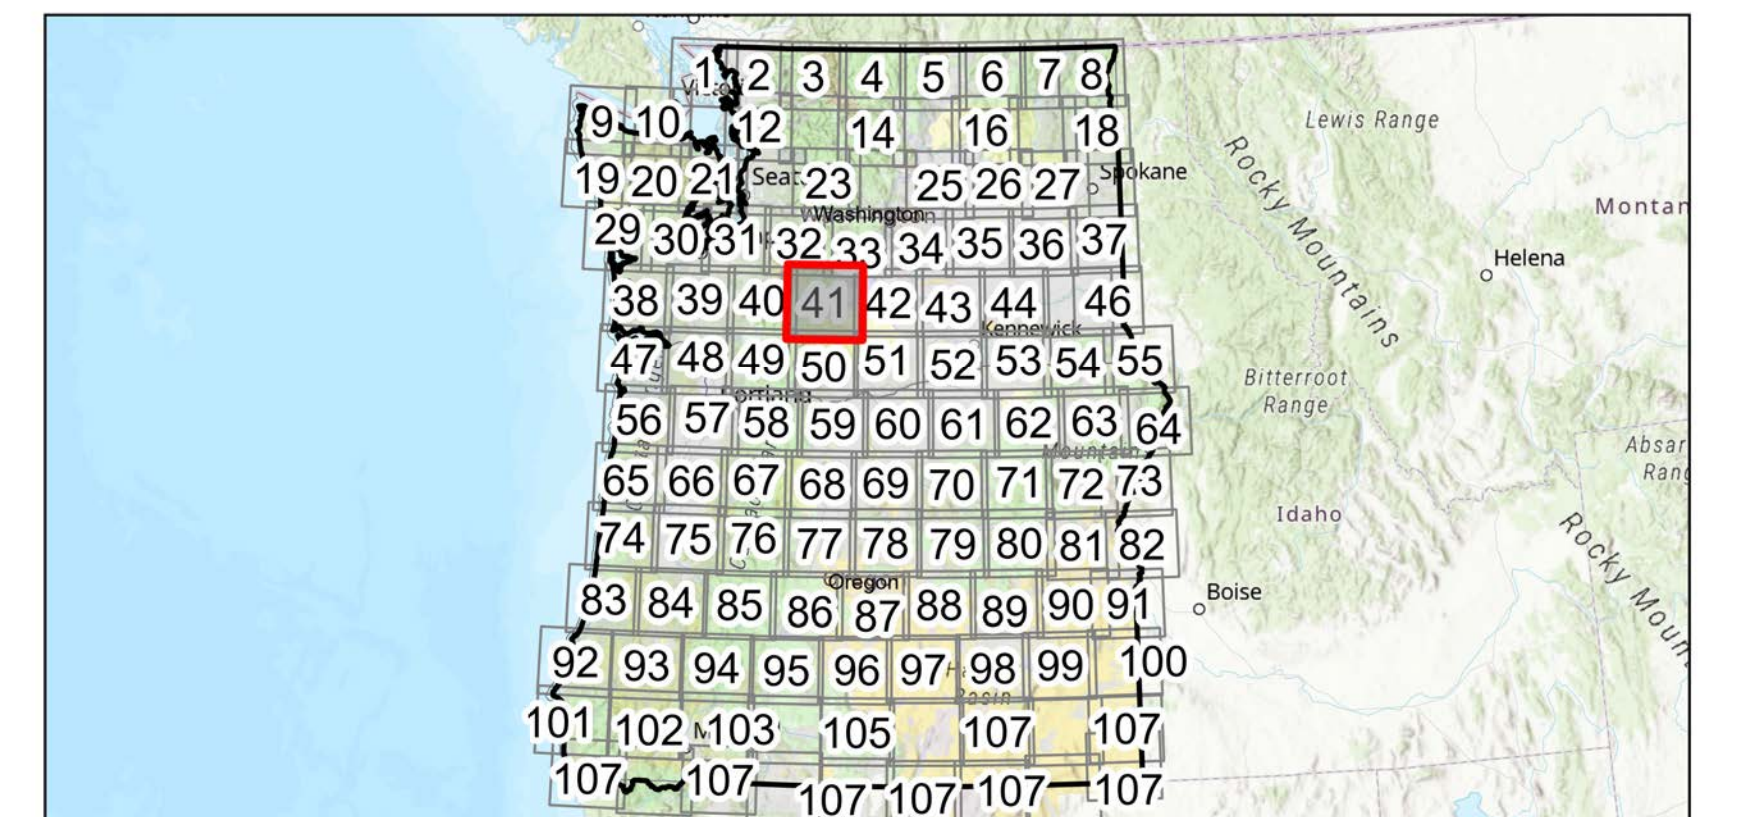 1 2 3 4 5 6 7 8
Lewis Range
9 10 12 14 16 18
Rocky Mountains
19 20 21 23 25 26 27
Spokane
Montan
Washington
29 30 31 32 33 34 35 36 37
Helena
38 39 40 41 42 43 44 46
Kennewick
47 48 49 50 51 52 53 54 55
Bitterroot
Range
Portland
56 57 58 59 60 61 62 63 64
Mountain
Absar
Rang
65 66 67 68 69 70 71 72 73
Idaho
74 75 76 77 78 79 80 81 82
Rocky Moun
Oregon
Boise
83 84 85 86 87 88 89 90 91
92 93 94 95 96 97 98 99 100
Basin
101 102 103 105 107 107
107 107 107 107 107 107